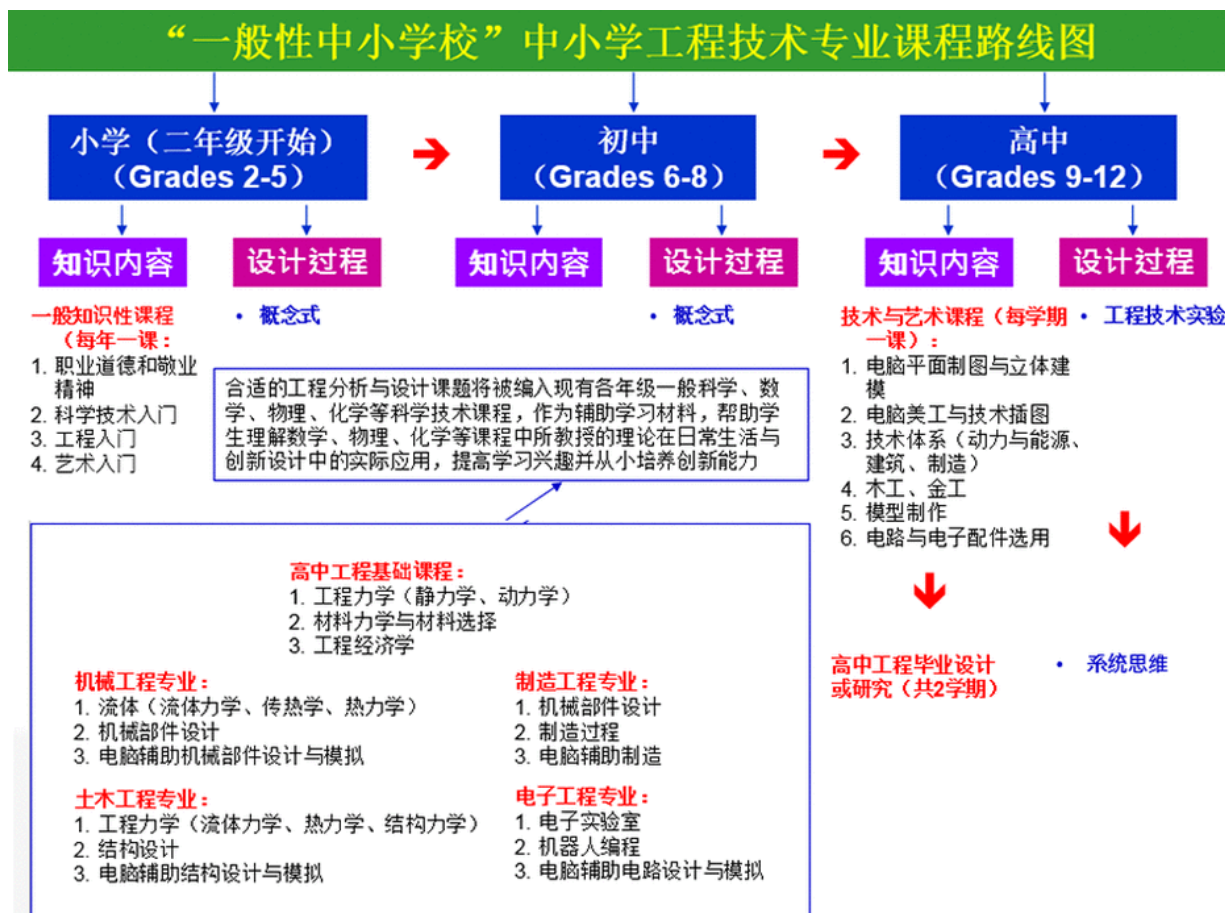 “一般性中小学校”中小学工程技术专业课程路线图
小学（二年级开始）
（Grades 2-5）
初中
（Grades 6-8）
高中
（Grades 9-12）
知识内容
设计过程
知识内容
设计过程
知识内容
设计过程
一般知识性课程
（每年一课：
1. 职业道德和敬业
精神
2. 科学技术入门
3. 工程入门
4. 艺术入门
• 概念式
• 概念式
技术与艺术课程（每学期
一课）：
1. 电脑平面制图与立体建
模
2. 电脑美工与技术插图
3. 技术体系（动力与能源、
建筑、制造）
4. 木工、金工
5. 模型制作
6. 电路与电子配件选用
• 工程技术实验
合适的工程分析与设计课题将被编入现有各年级一般科学、数
学、物理、化学等科学技术课程，作为辅助学习材料，帮助学
生理解数学、物理、化学等课程中所教授的理论在日常生活与
创新设计中的实际应用，提高学习兴趣并从小培养创新能力
高中工程基础课程：
1. 工程力学（静力学、动力学）
2. 材料力学与材料选择
3. 工程经济学
机械工程专业：
1. 流体（流体力学、传热学、热力学）
2. 机械部件设计
3. 电脑辅助机械部件设计与模拟
制造工程专业：
1. 机械部件设计
2. 制造过程
3. 电脑辅助制造
土木工程专业：
1. 工程力学（流体力学、热力学、结构力学）
2. 结构设计
3. 电脑辅助结构设计与模拟
电子工程专业：
1. 电子实验室
2. 机器人编程
3. 电脑辅助电路设计与模拟
高中工程毕业设计
或研究（共2学期）
• 系统思维